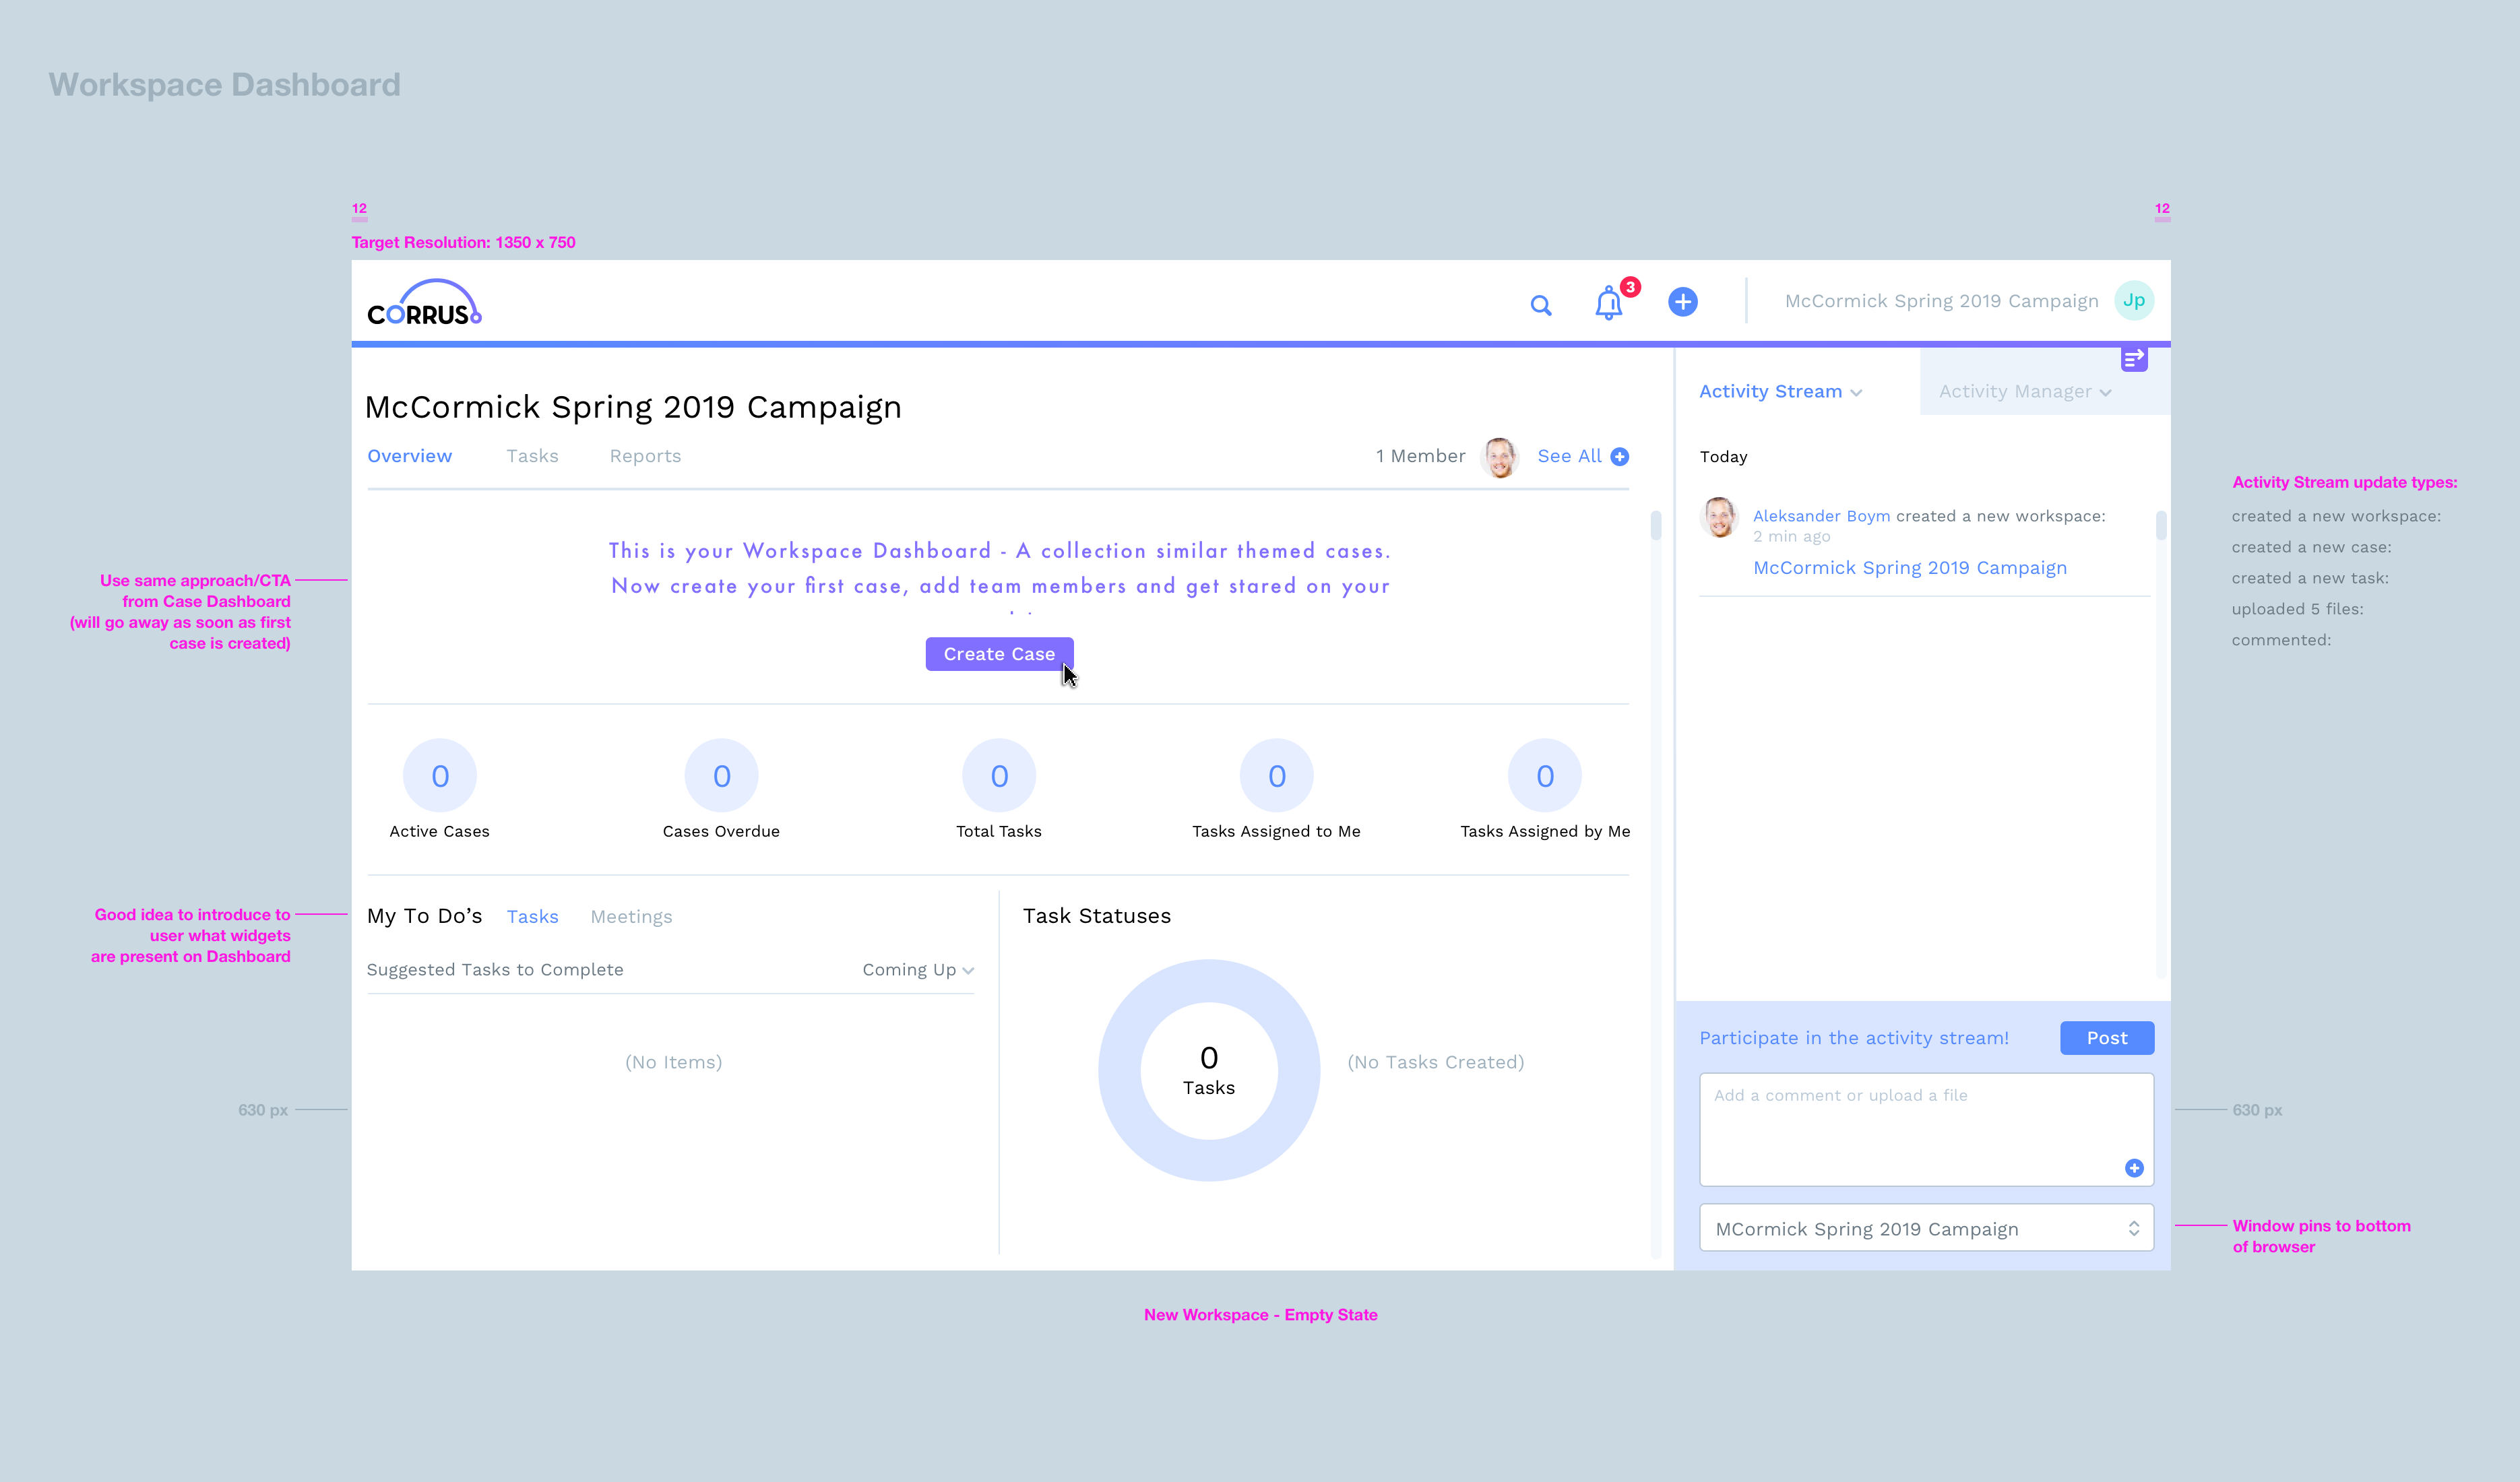 Workspace Dashboard
12
12
Target Resolution: 1350 x 750
CORRUS
3
McCormick Spring 2019 Campaign
Jp
McCormick Spring 2019 Campaign
Overview
Tasks
Reports
1 Member
See All
This is your Workspace Dashboard - A collection similar themed cases.
Now create your first case, add team members and get stared on your
Create Case
0
0
0
0
0
Active Cases
Cases Overdue
Total Tasks
Tasks Assigned to Me
Tasks Assigned by Me
My To Do’s
Tasks
Meetings
Suggested Tasks to Complete
Coming Up
(No Items)
Task Statuses
0
Tasks
(No Tasks Created)
Activity Stream
Activity Manager
Today
Aleksander Boym created a new workspace:
2 min ago
McCormick Spring 2019 Campaign
Participate in the activity stream!
Post
Add a comment or upload a file
MCormick Spring 2019 Campaign
Use same approach/CTA
from Case Dashboard
(will go away as soon as first
case is created)
Good idea to introduce to
user what widgets
are present on Dashboard
630 px
Activity Stream update types:
created a new workspace:
created a new case:
created a new task:
uploaded 5 files:
commented:
630 px
Window pins to bottom
of browser
New Workspace - Empty State